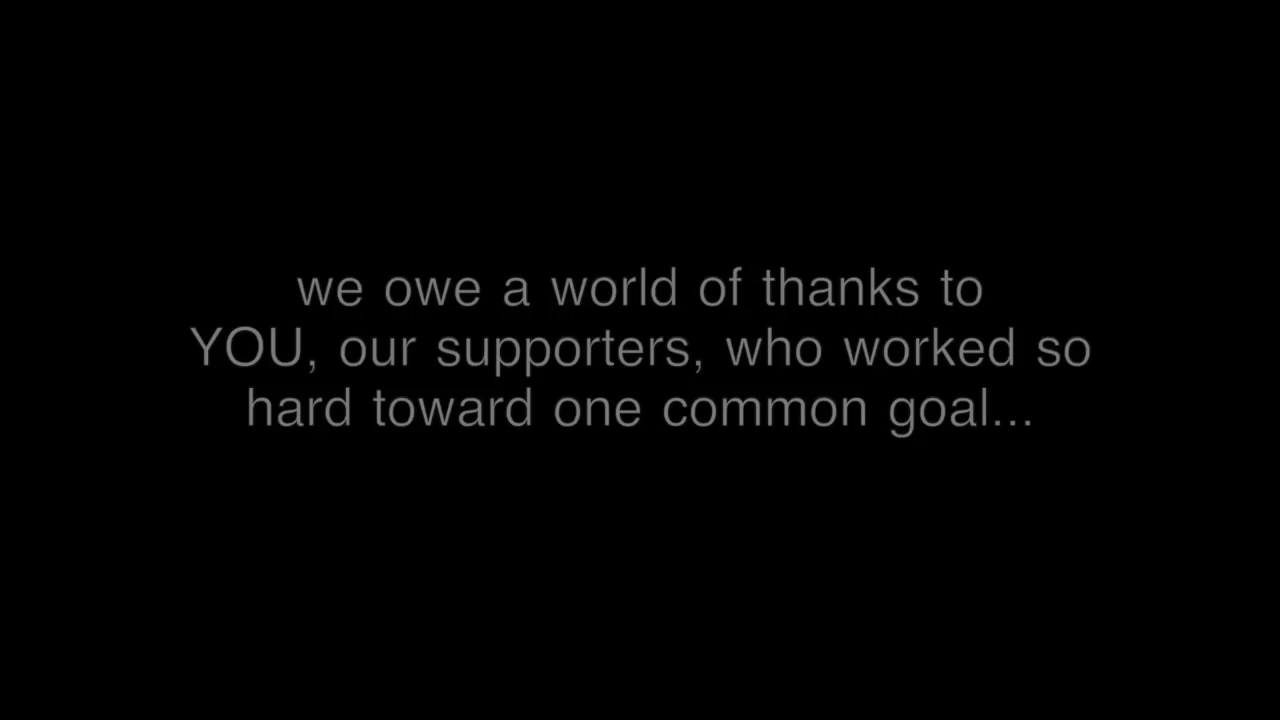 we owe a world of thanks to
YOU, our supporters, who worked so
hard toward one common goal...